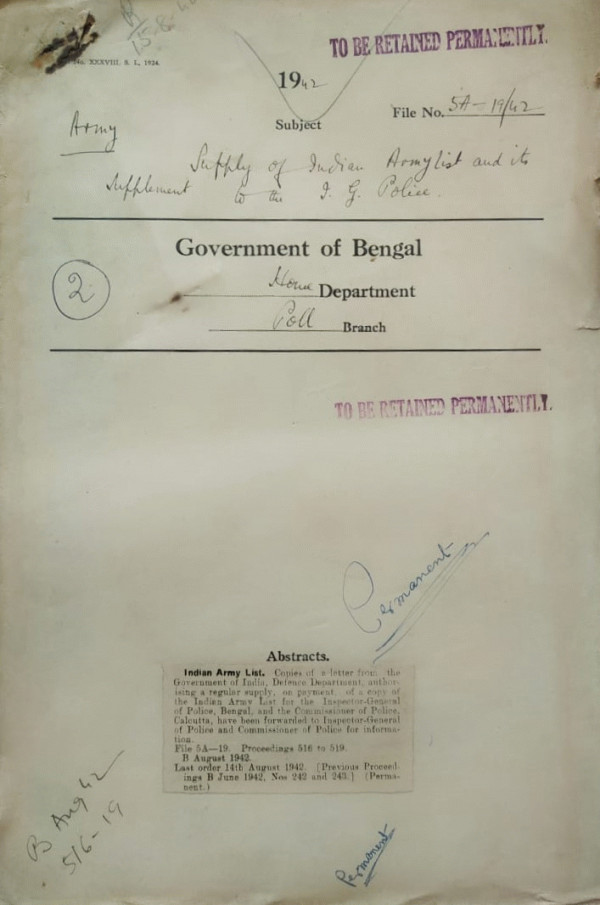 15-8-42
TO BE RETAINED PERMANENTLY.
No. XXXVIII. S. I., 1934.
1942
File No. 5A-19/42
Subject
Army
Supply of Indian Army list and its
supplement to the I. G. Police.
Government of Bengal
2
Home Department
Poll Branch
TO BE RETAINED PERMANENTLY.
Permanent
Abstracts.
Indian Army List. Copies of a letter from the
Government of India, Defence Department, author-
ising a regular supply, on payment, of a copy of
the Indian Army List for the Inspector-General
of Police, Bengal, and the Commissioner of Police,
Calcutta, have been forwarded to Inspector-General
of Police and Commissioner of Police for informa-
tion.
File 5A—19. Proceedings 516 to 519.
B August 1942.
Last order 14th August 1942. [Previous Proceed-
ings B June 1942, Nos 242 and 243.] (Perma-
nent.)
B Aug 42
516-19
Permanent